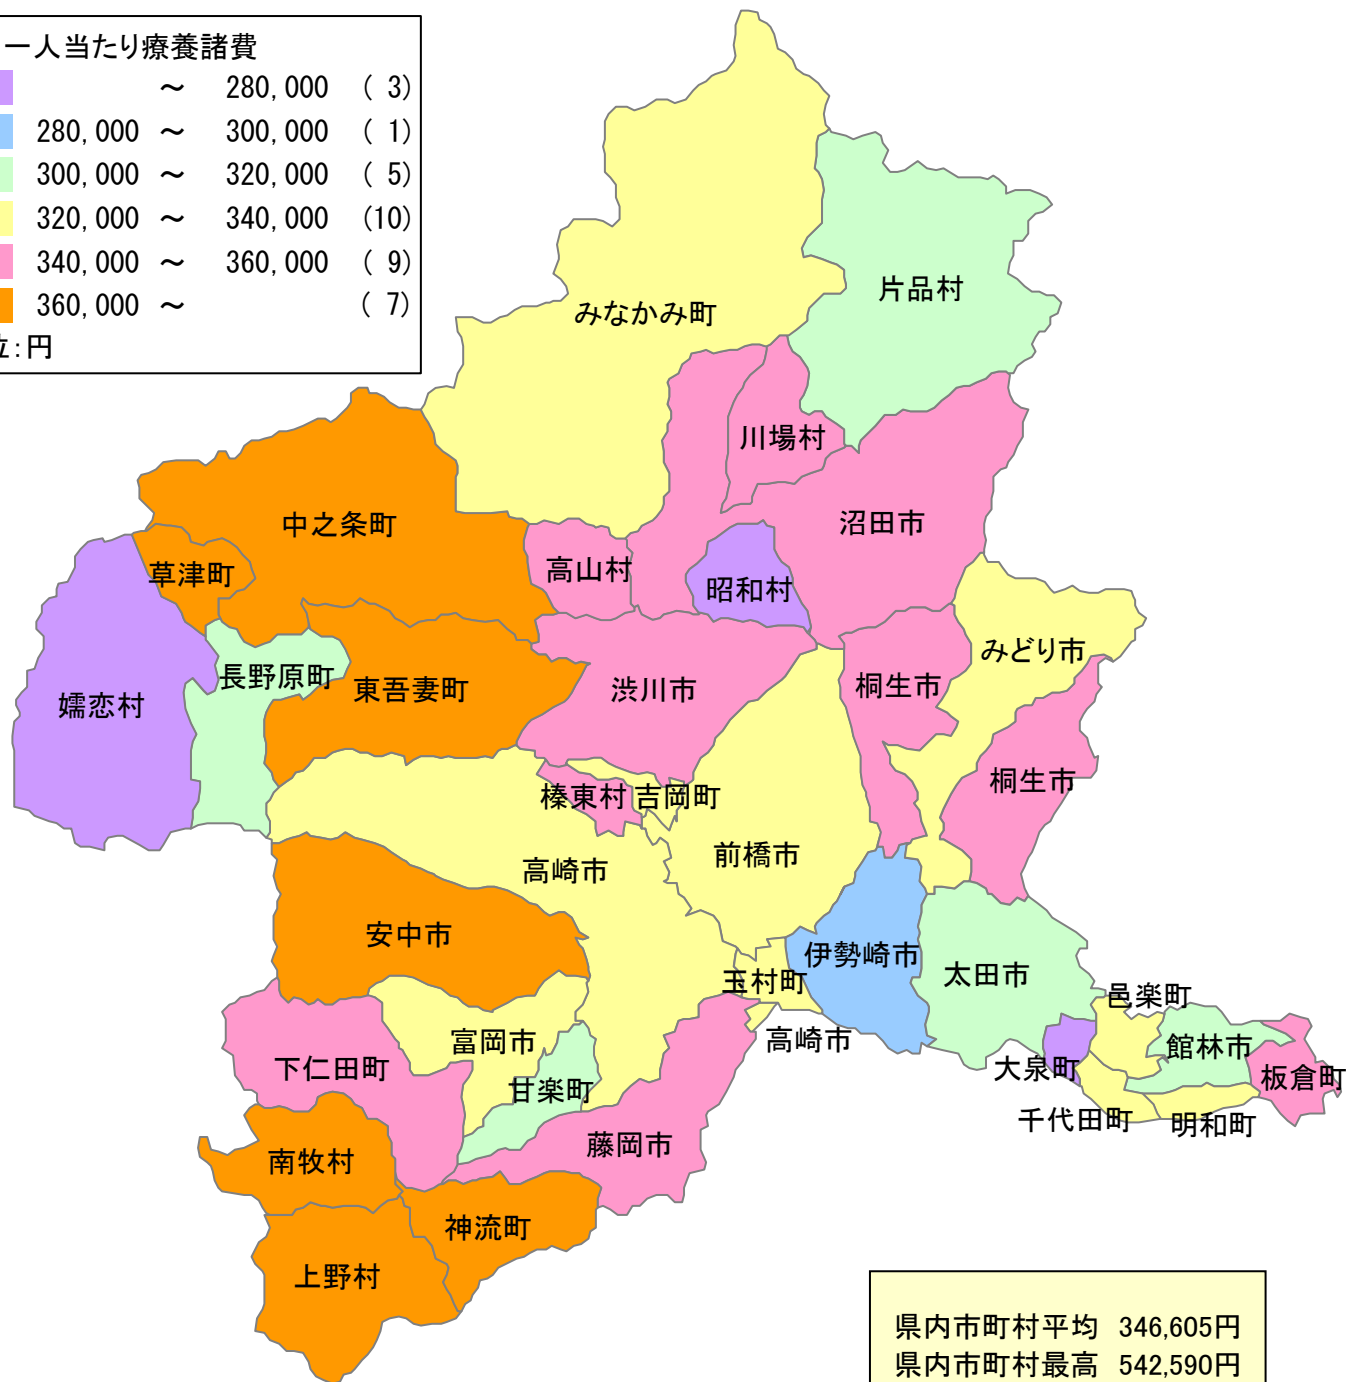 一人当たり療養諸費
～ 280,000 ( 3)
280,000 ～ 300,000 ( 1)
300,000 ～ 320,000 ( 5)
320,000 ～ 340,000 (10)
340,000 ～ 360,000 ( 9)
360,000 ～ ( 7)
位:円
みなかみ町
片品村
川場村
沼田市
中之条町
草津町
高山村
昭和村
みどり市
長野原町
東吾妻町
嬬恋村
渋川市
桐生市
桐生市
榛東村
吉岡町
前橋市
高崎市
安中市
伊勢崎市
玉村町
太田市
邑楽町
高崎市
富岡市
館林市
下仁田町
甘楽町
大泉町
板倉町
千代田町
明和町
藤岡市
南牧村
神流町
上野村
県内市町村平均 346,605円
県内市町村最高 542,590円